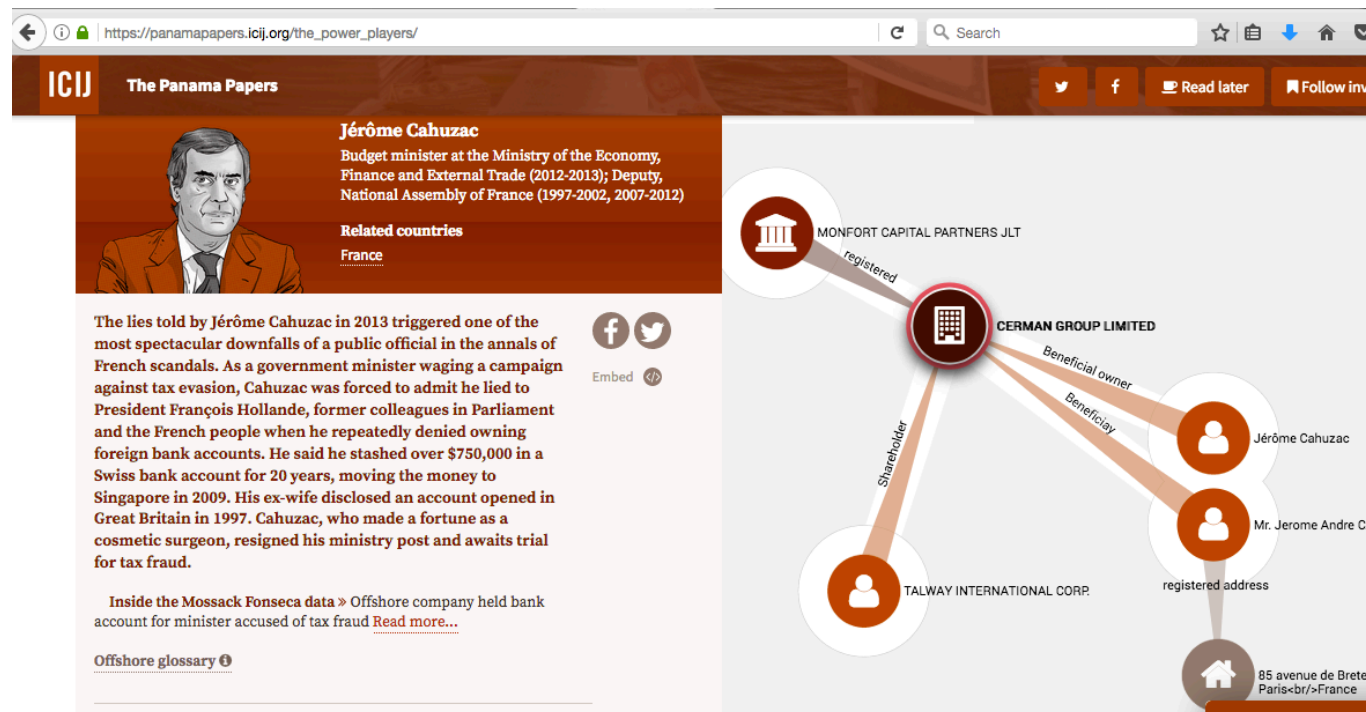 https://panamapapers.icij.org/the_power_players/
Search
ICIJ
The Panama Papers
Read later
Follow inv
Jérôme Cahuzac
Budget minister at the Ministry of the Economy,
Finance and External Trade (2012-2013); Deputy,
National Assembly of France (1997-2002, 2007-2012)
Related countries
France
The lies told by Jérôme Cahuzac in 2013 triggered one of the
most spectacular downfalls of a public official in the annals of
French scandals. As a government minister waging a campaign
against tax evasion, Cahuzac was forced to admit he lied to
President François Hollande, former colleagues in Parliament
and the French people when he repeatedly denied owning
foreign bank accounts. He said he stashed over $750,000 in a
Swiss bank account for 20 years, moving the money to
Singapore in 2009. His ex-wife disclosed an account opened in
Great Britain in 1997. Cahuzac, who made a fortune as a
cosmetic surgeon, resigned his ministry post and awaits trial
for tax fraud.
Embed
Inside the Mossack Fonseca data » Offshore company held bank
account for minister accused of tax fraud Read more...
Offshore glossary
MONFORT CAPITAL PARTNERS JLT
registered
CERMAN GROUP LIMITED
Beneficial owner
Beneficiay
Shareholder
Jérôme Cahuzac
Mr. Jerome Andre C
TALWAY INTERNATIONAL CORP.
registered address
85 avenue de Brete
Paris<br/>France